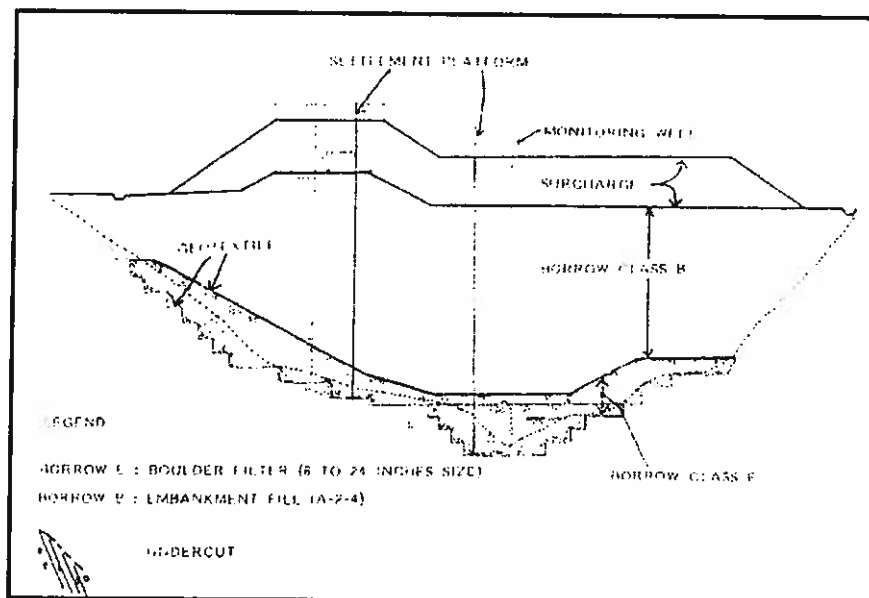 SETTLEMENT PLATFORM
MONITORING WELL
SURCHARGE
GEOTEXTILE
BORROW CLASS B
BORROW CLASS E
LEGEND
BORROW E : BOULDER FILTER (6 TO 24 INCHES SIZE)
BORROW B : EMBANKMENT FILL (A-2-4)
UNDERCUT